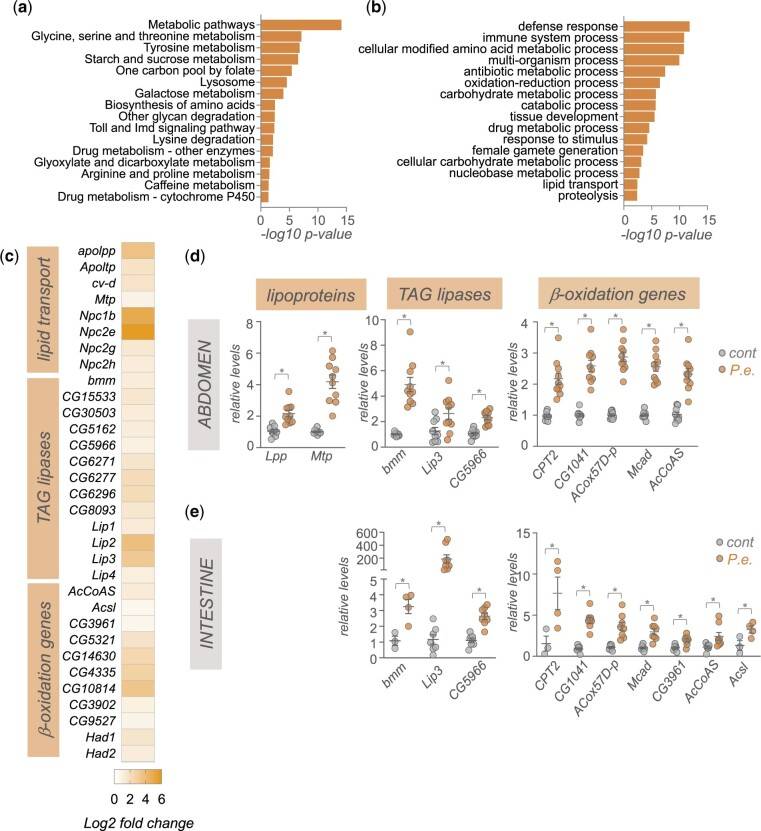 (a)
Metabolic pathways
Glycine, serine and threonine metabolism
Tyrosine metabolism
Starch and sucrose metabolism
One carbon pool by folate
Lysosome
Galactose metabolism
Biosynthesis of amino acids
Other glycan degradation
Toll and Imd signaling pathway
Lysine degradation
Drug metabolism - other enzymes
Glyoxylate and dicarboxylate metabolism
Arginine and proline metabolism
Caffeine metabolism
Drug metabolism - cytochrome P450
0 5 10 15
-log10 p-value
(b)
defense response
immune system process
cellular modified amino acid metabolic process
multi-organism process
antibiotic metabolic process
oxidation-reduction process
carbohydrate metabolic process
catabolic process
tissue development
drug metabolic process
response to stimulus
female gamete generation
cellular carbohydrate metabolic process
nucleobase metabolic process
lipid transport
proteolysis
0 5 10 15
-log10 p-value
(c)
lipid transport
apolpp
Apoltp
cv-d
Mtp
Npc1b
Npc2e
Npc2g
Npc2h
TAG lipases
bmm
CG15533
CG30503
CG5162
CG5966
CG6271
CG6277
CG6296
CG8093
Lip1
Lip2
Lip3
Lip4
β-oxidation genes
AcCoAS
Acsl
CG3961
CG5321
CG14630
CG4335
CG10814
CG3902
CG9527
Had1
Had2
0 2 4 6
Log2 fold change
(d)
ABDOMEN
lipoproteins
relative levels
8
6
4
2
0
* *
Lpp Mtp
TAG lipases
relative levels
10
8
6
4
2
0
* * *
bmm Lip3 CG5966
β-oxidation genes
relative levels
4
3
2
1
0
* * * * *
CPT2 CG1041 ACox57D-p Mcad AcCoAS
cont
P.e.
(e)
INTESTINE
relative levels
600
400
200
5
4
3
2
1
0
* * *
bmm Lip3 CG5966
relative levels
15
10
5
0
* * * * * * *
CPT2 CG1041 ACox57D-p Mcad CG3961 AcCoAS Acsl
cont
P.e.